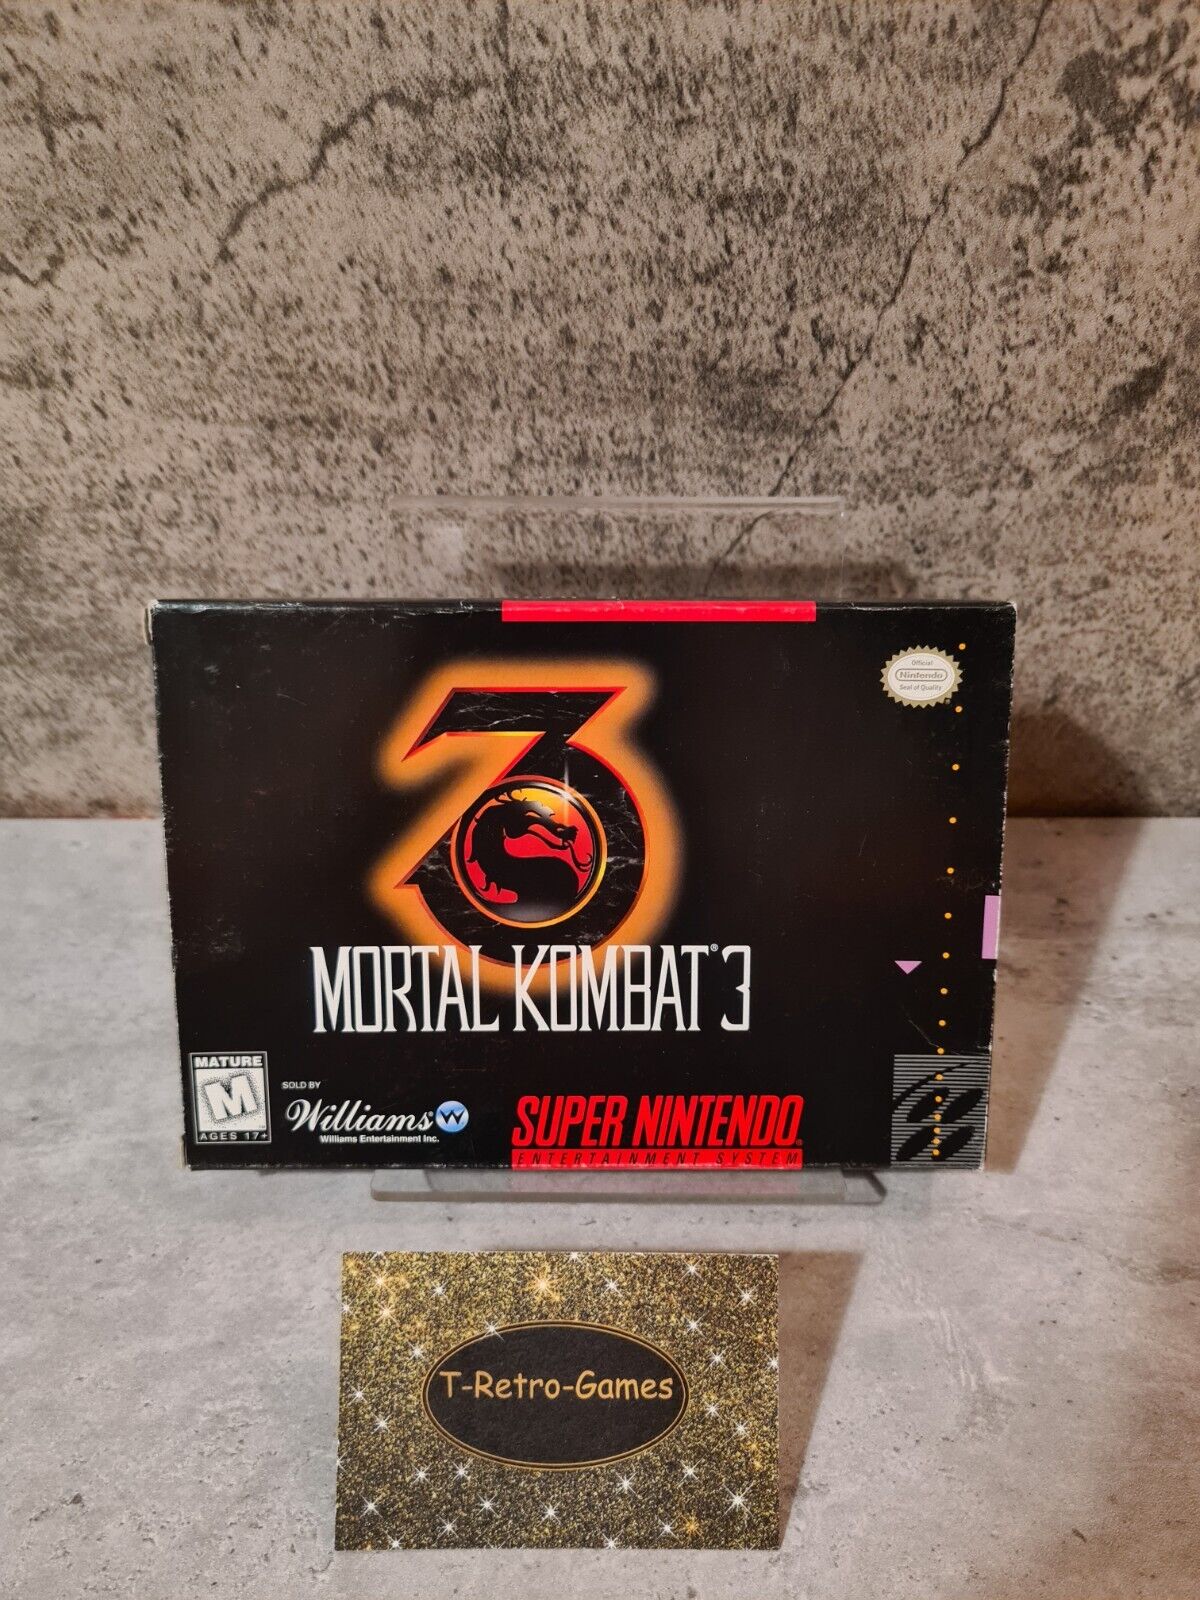 Official
Nintendo
Seal of Quality
MORTAL KOMBAT® 3
MATURE
M
AGES 17+
SOLD BY
Williams®
W
Williams Entertainment Inc.
SUPER NINTENDO®
ENTERTAINMENT SYSTEM
T-Retro-Games